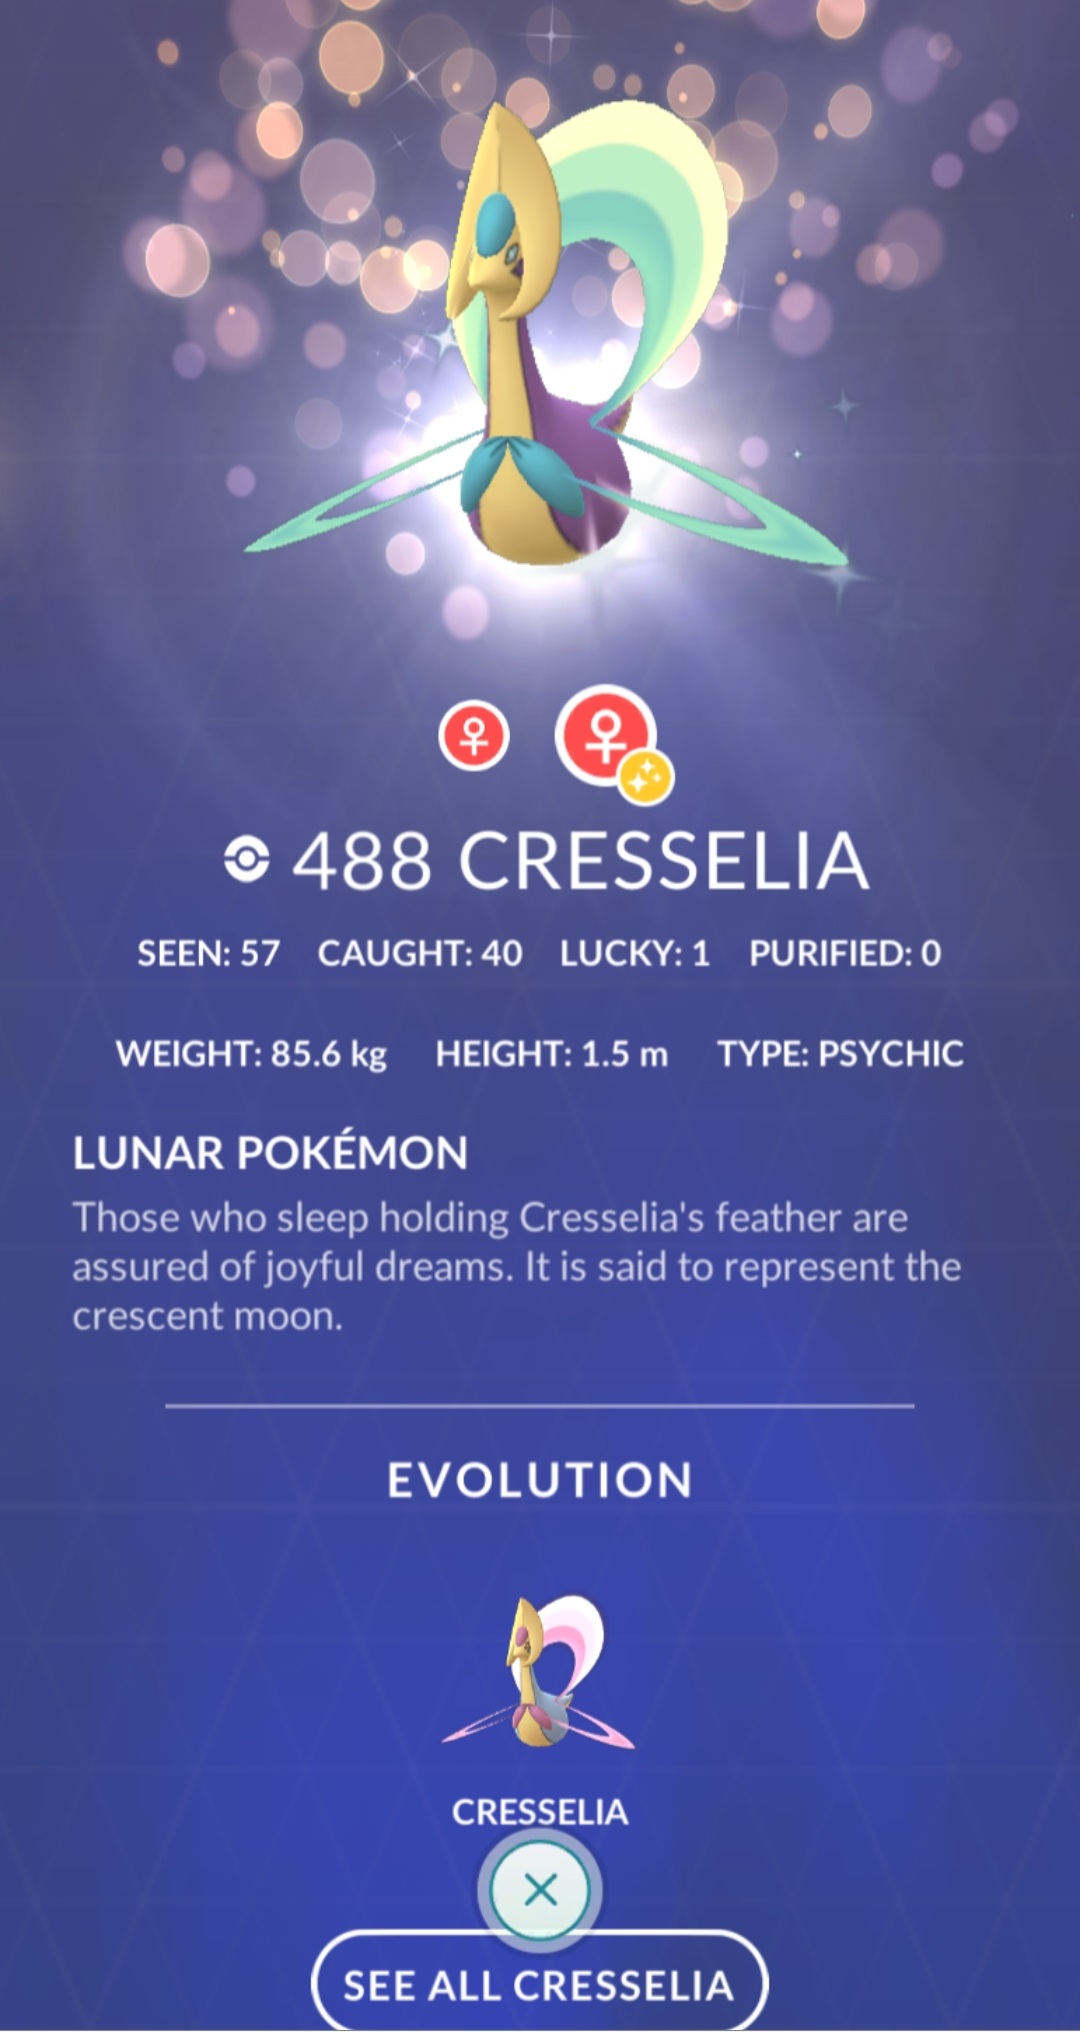 488 CRESSELIA
SEEN: 57 CAUGHT: 40 LUCKY: 1 PURIFIED: 0
WEIGHT: 85.6 kg HEIGHT: 1.5 m TYPE: PSYCHIC
LUNAR POKÉMON
Those who sleep holding Cresselia's feather are
assured of joyful dreams. It is said to represent the
crescent moon.
EVOLUTION
CRESSELIA
SEE ALL CRESSELIA